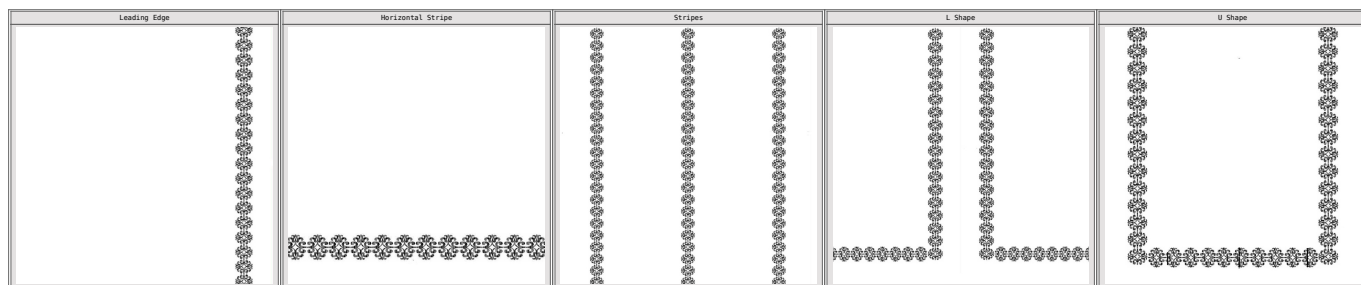 Leading Edge
Horizontal Stripe
Stripes
L Shape
U Shape